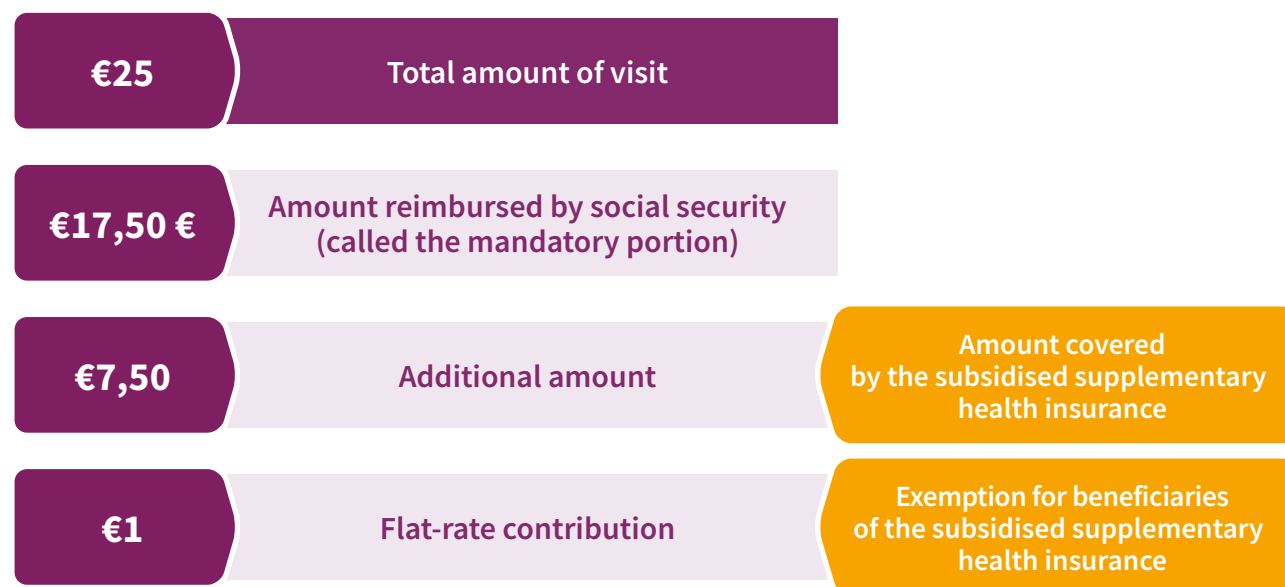 €25
Total amount of visit
€17,50 €
Amount reimbursed by social security
(called the mandatory portion)
€7,50
Additional amount
Amount covered
by the subsidised supplementary
health insurance
€1
Flat-rate contribution
Exemption for beneficiaries
of the subsidised supplementary
health insurance